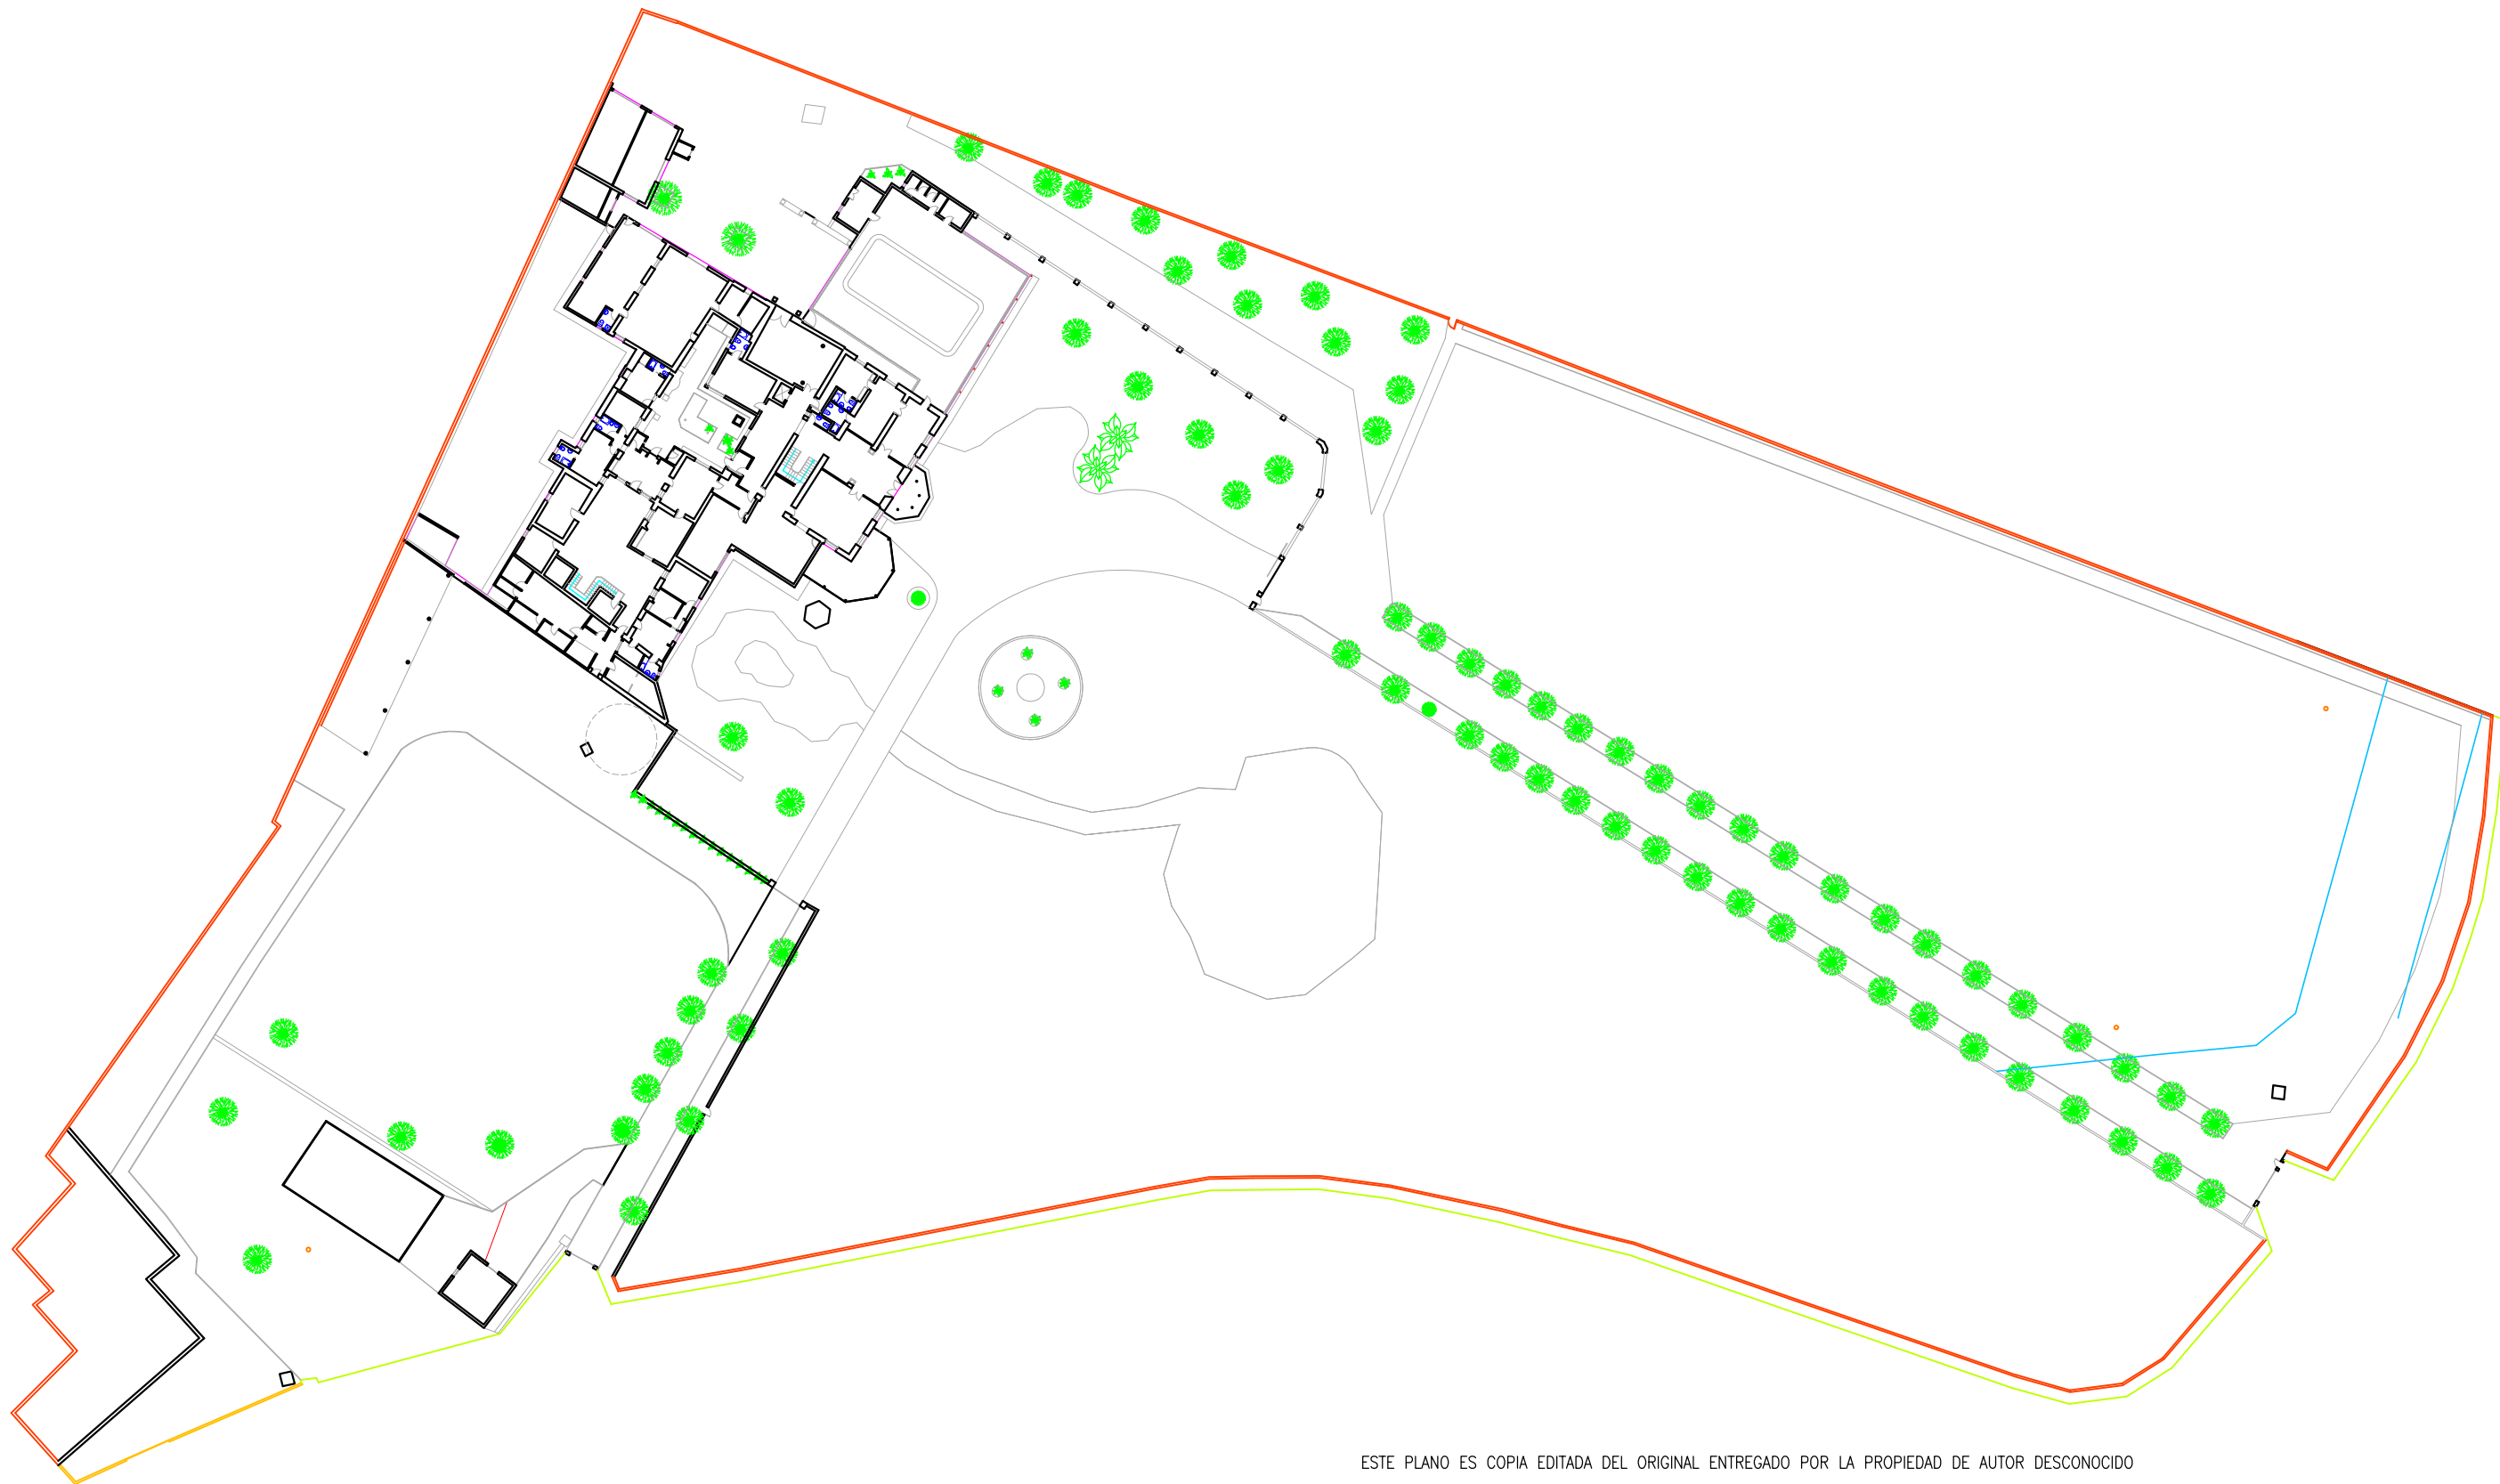 ESTE PLANO ES COPIA EDITADA DEL ORIGINAL ENTREGADO POR LA PROPIEDAD DE AUTOR DESCONOCIDO